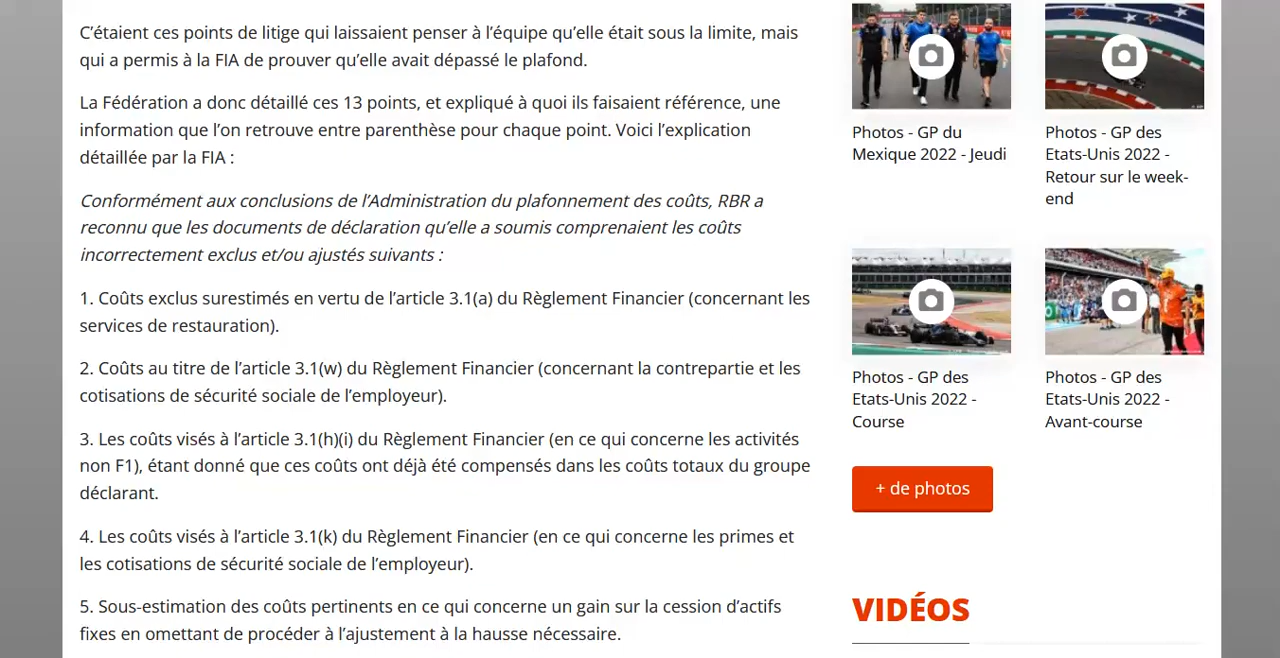 C’étaient ces points de litige qui laissaient penser à l’équipe qu’elle était sous la limite, mais
qui a permis à la FIA de prouver qu’elle avait dépassé le plafond.
La Fédération a donc détaillé ces 13 points, et expliqué à quoi ils faisaient référence, une
information que l’on retrouve entre parenthèse pour chaque point. Voici l’explication
détaillée par la FIA :
Conformément aux conclusions de l’Administration du plafonnement des coûts, RBR a
reconnu que les documents de déclaration qu’elle a soumis comprenaient les coûts
incorrectement exclus et/ou ajustés suivants :
1. Coûts exclus surestimés en vertu de l’article 3.1(a) du Règlement Financier (concernant les
services de restauration).
2. Coûts au titre de l’article 3.1(w) du Règlement Financier (concernant la contrepartie et les
cotisations de sécurité sociale de l’employeur).
3. Les coûts visés à l’article 3.1(h)(i) du Règlement Financier (en ce qui concerne les activités
non F1), étant donné que ces coûts ont déjà été compensés dans les coûts totaux du groupe
déclarant.
4. Les coûts visés à l’article 3.1(k) du Règlement Financier (en ce qui concerne les primes et
les cotisations de sécurité sociale de l’employeur).
5. Sous-estimation des coûts pertinents en ce qui concerne un gain sur la cession d’actifs
fixes en omettant de procéder à l’ajustement à la hausse nécessaire.
Photos - GP du
Mexique 2022 - Jeudi
Photos - GP des
Etats-Unis 2022 -
Retour sur le week-
end
Photos - GP des
Etats-Unis 2022 -
Course
Photos - GP des
Etats-Unis 2022 -
Avant-course
+ de photos
VIDÉOS